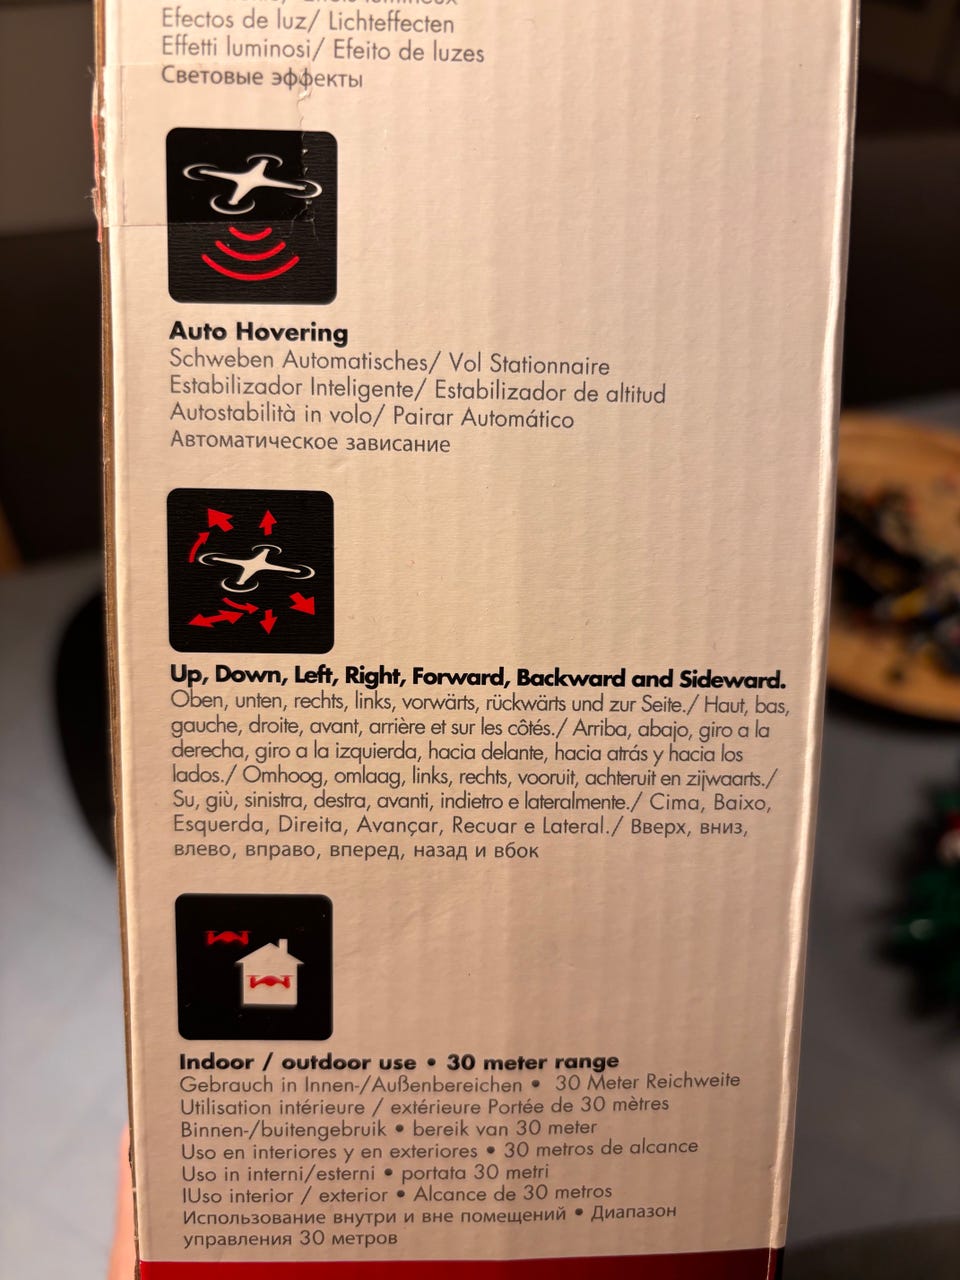 Efectos de luz/ Lichteffecten
Effetti luminosi/ Efeito de luzes
Световые эффекты
Auto Hovering
Schweben Automatisches/ Vol Stationnaire
Estabilizador Inteligente/ Estabilizador de altitud
Autostabilità in volo/ Pairar Automático
Автоматическое зависание
Up, Down, Left, Right, Forward, Backward and Sideward.
Oben, unten, rechts, links, vorwärts, rückwärts und zur Seite./ Haut, bas,
gauche, droite, avant, arrière et sur les côtés./ Arriba, abajo, giro a la
derecha, giro a la izquierda, hacia delante, hacia atrás y hacia los
lados./ Omhoog, omlaag, links, rechts, vooruit, achteruit en zijwaarts./
Su, giù, sinistra, destra, avanti, indietro e lateralmente./ Cima, Baixo,
Esquerda, Direita, Avançar, Recuar e Lateral./ Вверх, вниз,
влево, вправо, вперед, назад и вбок
Indoor / outdoor use • 30 meter range
Gebrauch in Innen-/Außenbereichen • 30 Meter Reichweite
Utilisation intérieure / extérieure Portée de 30 mètres
Binnen-/buitengebruik • bereik van 30 meter
Uso en interiores y en exteriores • 30 metros de alcance
Uso in interni/esterni • portata 30 metri
IUso interior / exterior • Alcance de 30 metros
Использование внутри и вне помещений • Диапазон
управления 30 метров